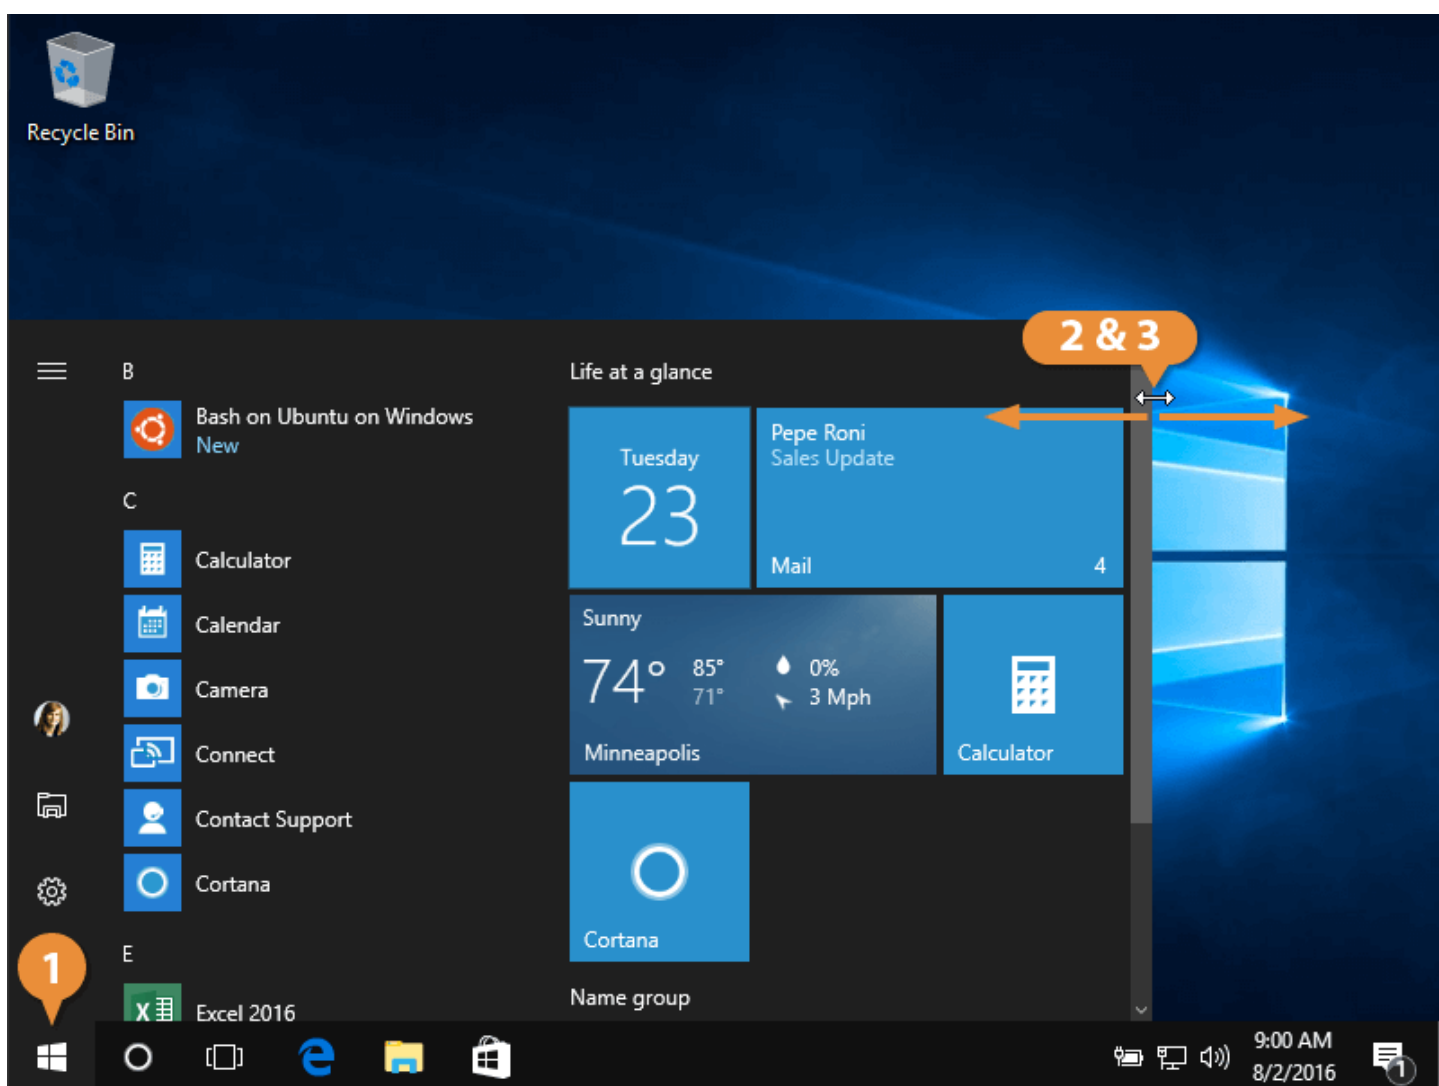 Recycle Bin
2 & 3
B
Bash on Ubuntu on Windows
New
C
Calculator
Calendar
Camera
Connect
Contact Support
Cortana
E
Excel 2016
Life at a glance
Tuesday
23
Pepe Roni
Sales Update
Mail 4
Sunny
74° 85° 0%
71° 3 Mph
Minneapolis
Calculator
Cortana
Name group
1
9:00 AM
8/2/2016
1